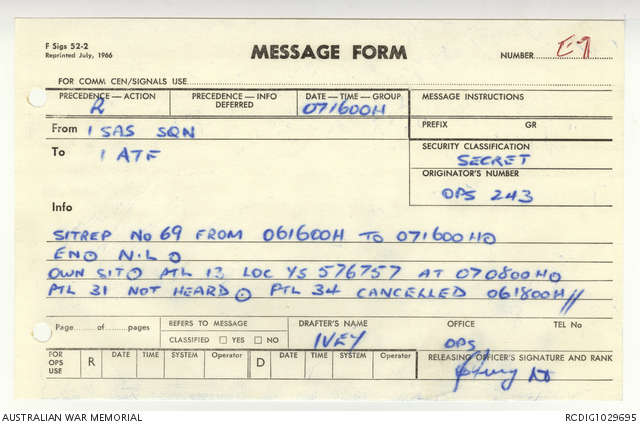 F Sigs 52-2
Reprinted July, 1966
MESSAGE FORM
NUMBER E9
FOR COMM CEN/SIGNALS USE
PRECEDENCE — ACTION
R
PRECEDENCE — INFO
DEFERRED
DATE - TIME - GROUP
071600H
MESSAGE INSTRUCTIONS
PREFIX GR
From 1 SAS SQN
To 1 ATF
SECURITY CLASSIFICATION
SECRET
ORIGINATOR'S NUMBER
OPS 243
Info
SITREP No 69 FROM 061600H TO 071600H⊙
EN⊙ NIL⊙
OWN SIT⊙ PTL 13 LOC YS 576757 AT 070800H⊙
PTL 31 NOT HEARD⊙ PTL 34 CANCELLED 061800H//
Page of pages
REFERS TO MESSAGE
CLASSIFIED YES NO
DRAFTER'S NAME
IVEY
OFFICE
OPS
TEL No
FOR OPS USE
R DATE TIME SYSTEM Operator D DATE TIME SYSTEM Operator
RELEASING OFFICER'S SIGNATURE AND RANK
AUSTRALIAN WAR MEMORIAL
RCDIG1029695